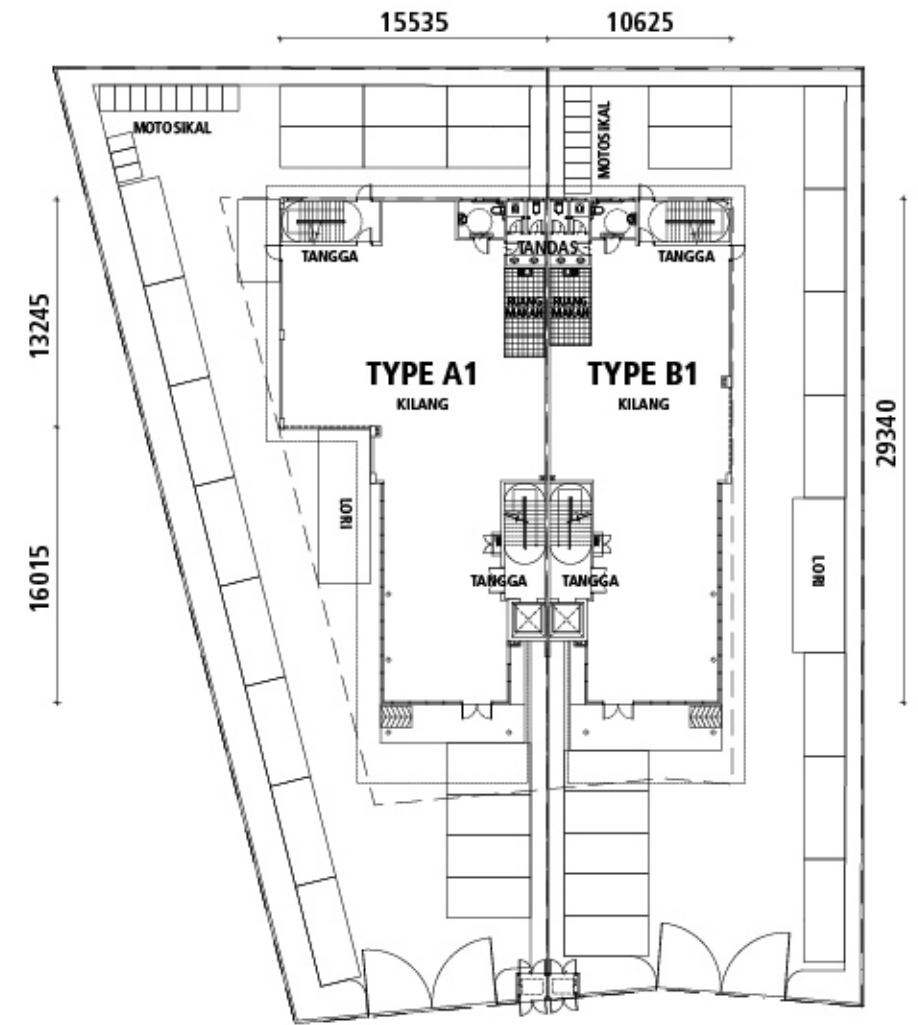 15535
10625
MOTOSIKAL
MOTOSIKAL
TANGGA
TANDAS
TANGGA
RUANG
MAKAN
RUANG
MAKAN
13245
TYPE A1
KILANG
TYPE B1
KILANG
29340
LORI
16015
LORI
TANGGA
TANGGA